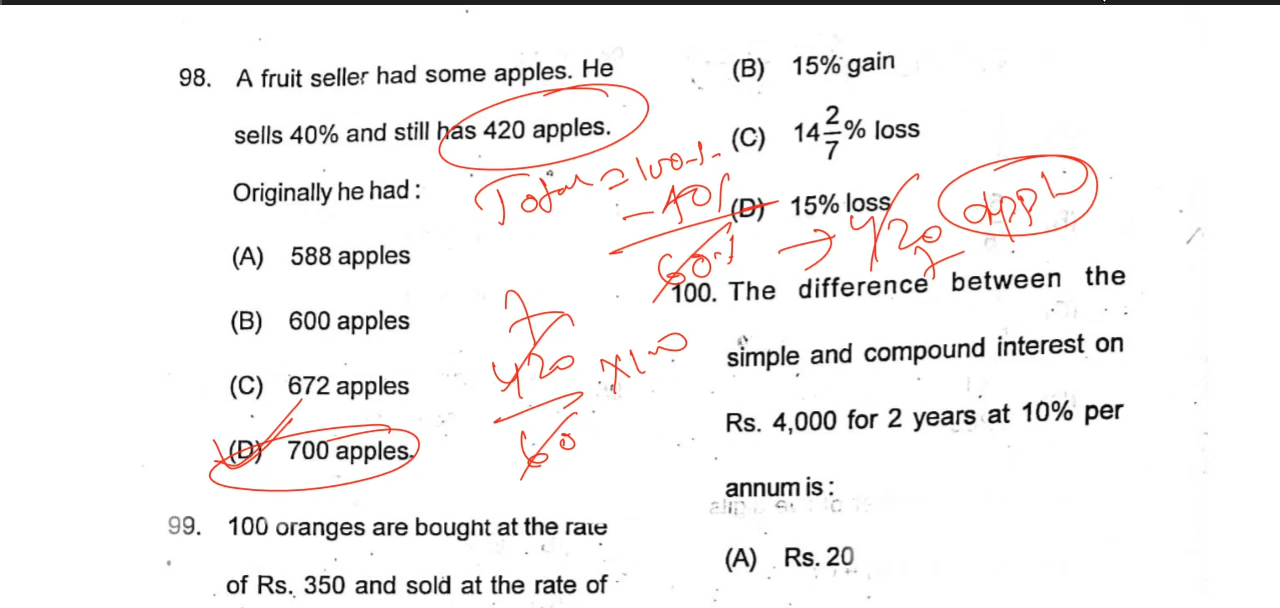 98. A fruit seller had some apples. He
sells 40% and still has 420 apples.
Originally he had :
(A) 588 apples
(B) 600 apples
(C) 672 apples
(D) 700 apples.
7
420
60
×100
99. 100 oranges are bought at the rate
of Rs. 350 and sold at the rate of
(B) 15% gain
(C) 14 2/7 % loss
(D) 15% loss
Total = 100%
- 40%
60% → 420
7
100. The difference between the
simple and compound interest on
Rs. 4,000 for 2 years at 10% per
annum is :
(A) Rs. 20